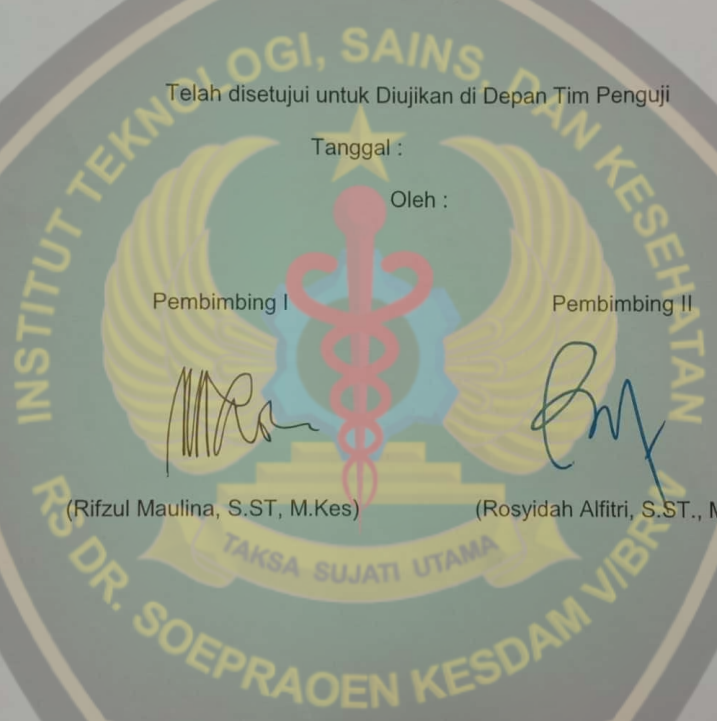 INSTITUT TEKNOLOGI, SAINS, DAN KESEHATAN
Telah disetujui untuk Diujikan di Depan Tim Penguji
Tanggal :
Oleh :
Pembimbing I Pembimbing II
(Rifzul Maulina, S.ST, M.Kes) (Rosyidah Alfitri, S.ST., M
TAKSA SUJATI UTAMA
RS DR. SOEPRAOEN KESDAM V/BRW